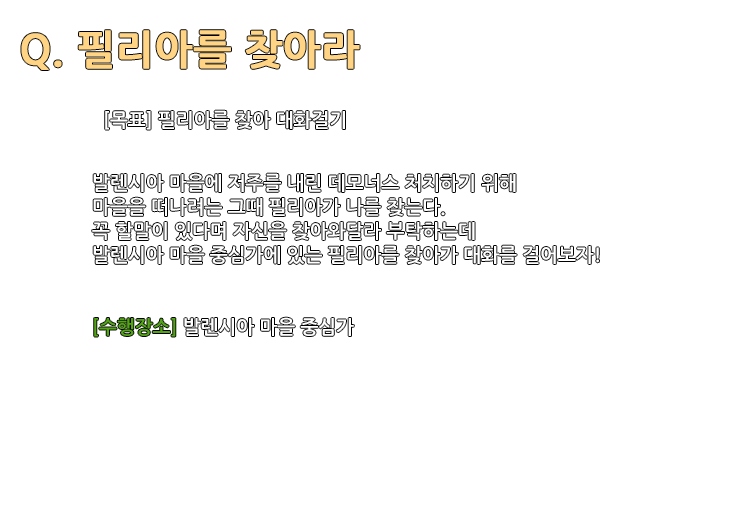 Q. 필리아를 찾아라
[목표] 필리아를 찾아 대화걸기
발렌시아 마을에 저주를 내린 데모너스 처치하기 위해
마을을 떠나려는 그때 필리아가 나를 찾는다.
꼭 할말이 있다며 자신을 찾아와달라 부탁하는데
발렌시아 마을 중심가에 있는 필리아를 찾아가 대화를 걸어보자!
[수행장소] 발렌시아 마을 중심가